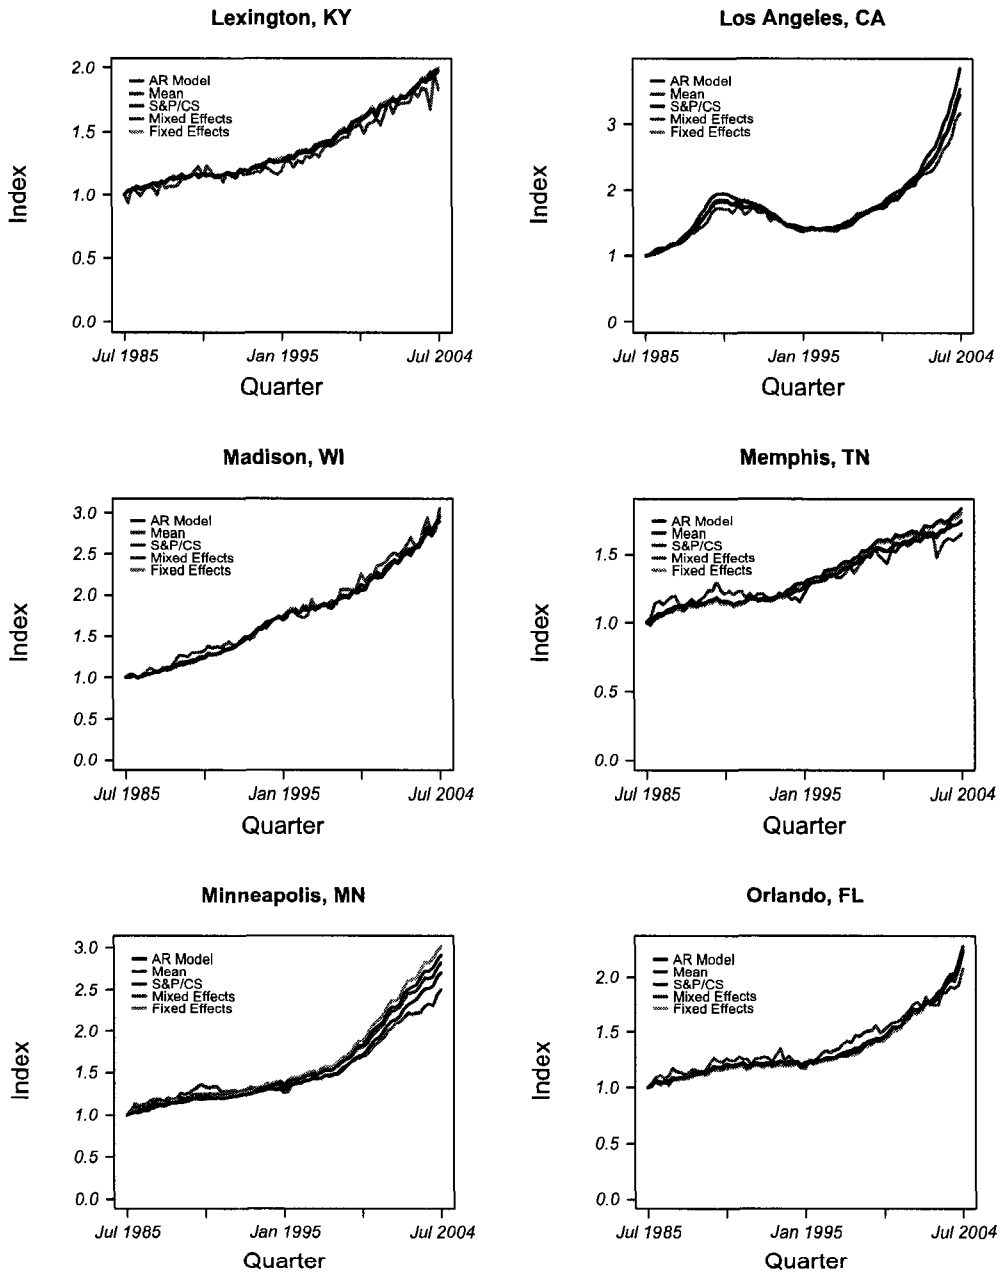 Lexington, KY
2.0
1.5
1.0
0.5
0.0
AR Model
Mean
S&P/CS
Mixed Effects
Fixed Effects
Index
Jul 1985
Jan 1995
Jul 2004
Quarter
Los Angeles, CA
3
2
1
0
AR Model
Mean
S&P/CS
Mixed Effects
Fixed Effects
Index
Jul 1985
Jan 1995
Jul 2004
Quarter
Madison, WI
3.0
2.5
2.0
1.5
1.0
0.5
0.0
AR Model
Mean
S&P/CS
Mixed Effects
Fixed Effects
Index
Jul 1985
Jan 1995
Jul 2004
Quarter
Memphis, TN
1.5
1.0
0.5
0.0
AR Model
Mean
S&P/CS
Mixed Effects
Fixed Effects
Index
Jul 1985
Jan 1995
Jul 2004
Quarter
Minneapolis, MN
3.0
2.5
2.0
1.5
1.0
0.5
0.0
AR Model
Mean
S&P/CS
Mixed Effects
Fixed Effects
Index
Jul 1985
Jan 1995
Jul 2004
Quarter
Orlando, FL
2.0
1.5
1.0
0.5
0.0
AR Model
Mean
S&P/CS
Mixed Effects
Fixed Effects
Index
Jul 1985
Jan 1995
Jul 2004
Quarter